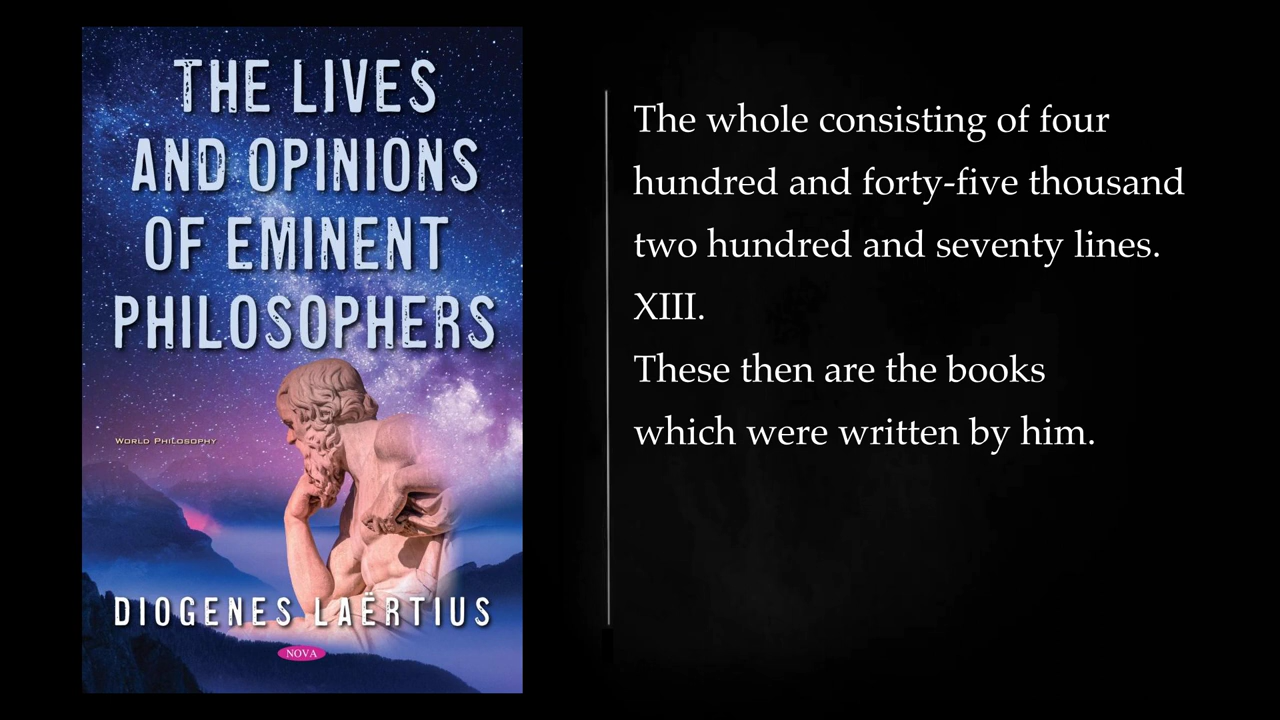 THE LIVES
AND OPINIONS
OF EMINENT
PHILOSOPHERS
WORLD PHILOSOPHY
DIOGENES LAËRTIUS
NOVA
The whole consisting of four
hundred and forty-five thousand
two hundred and seventy lines.
XIII.
These then are the books
which were written by him.